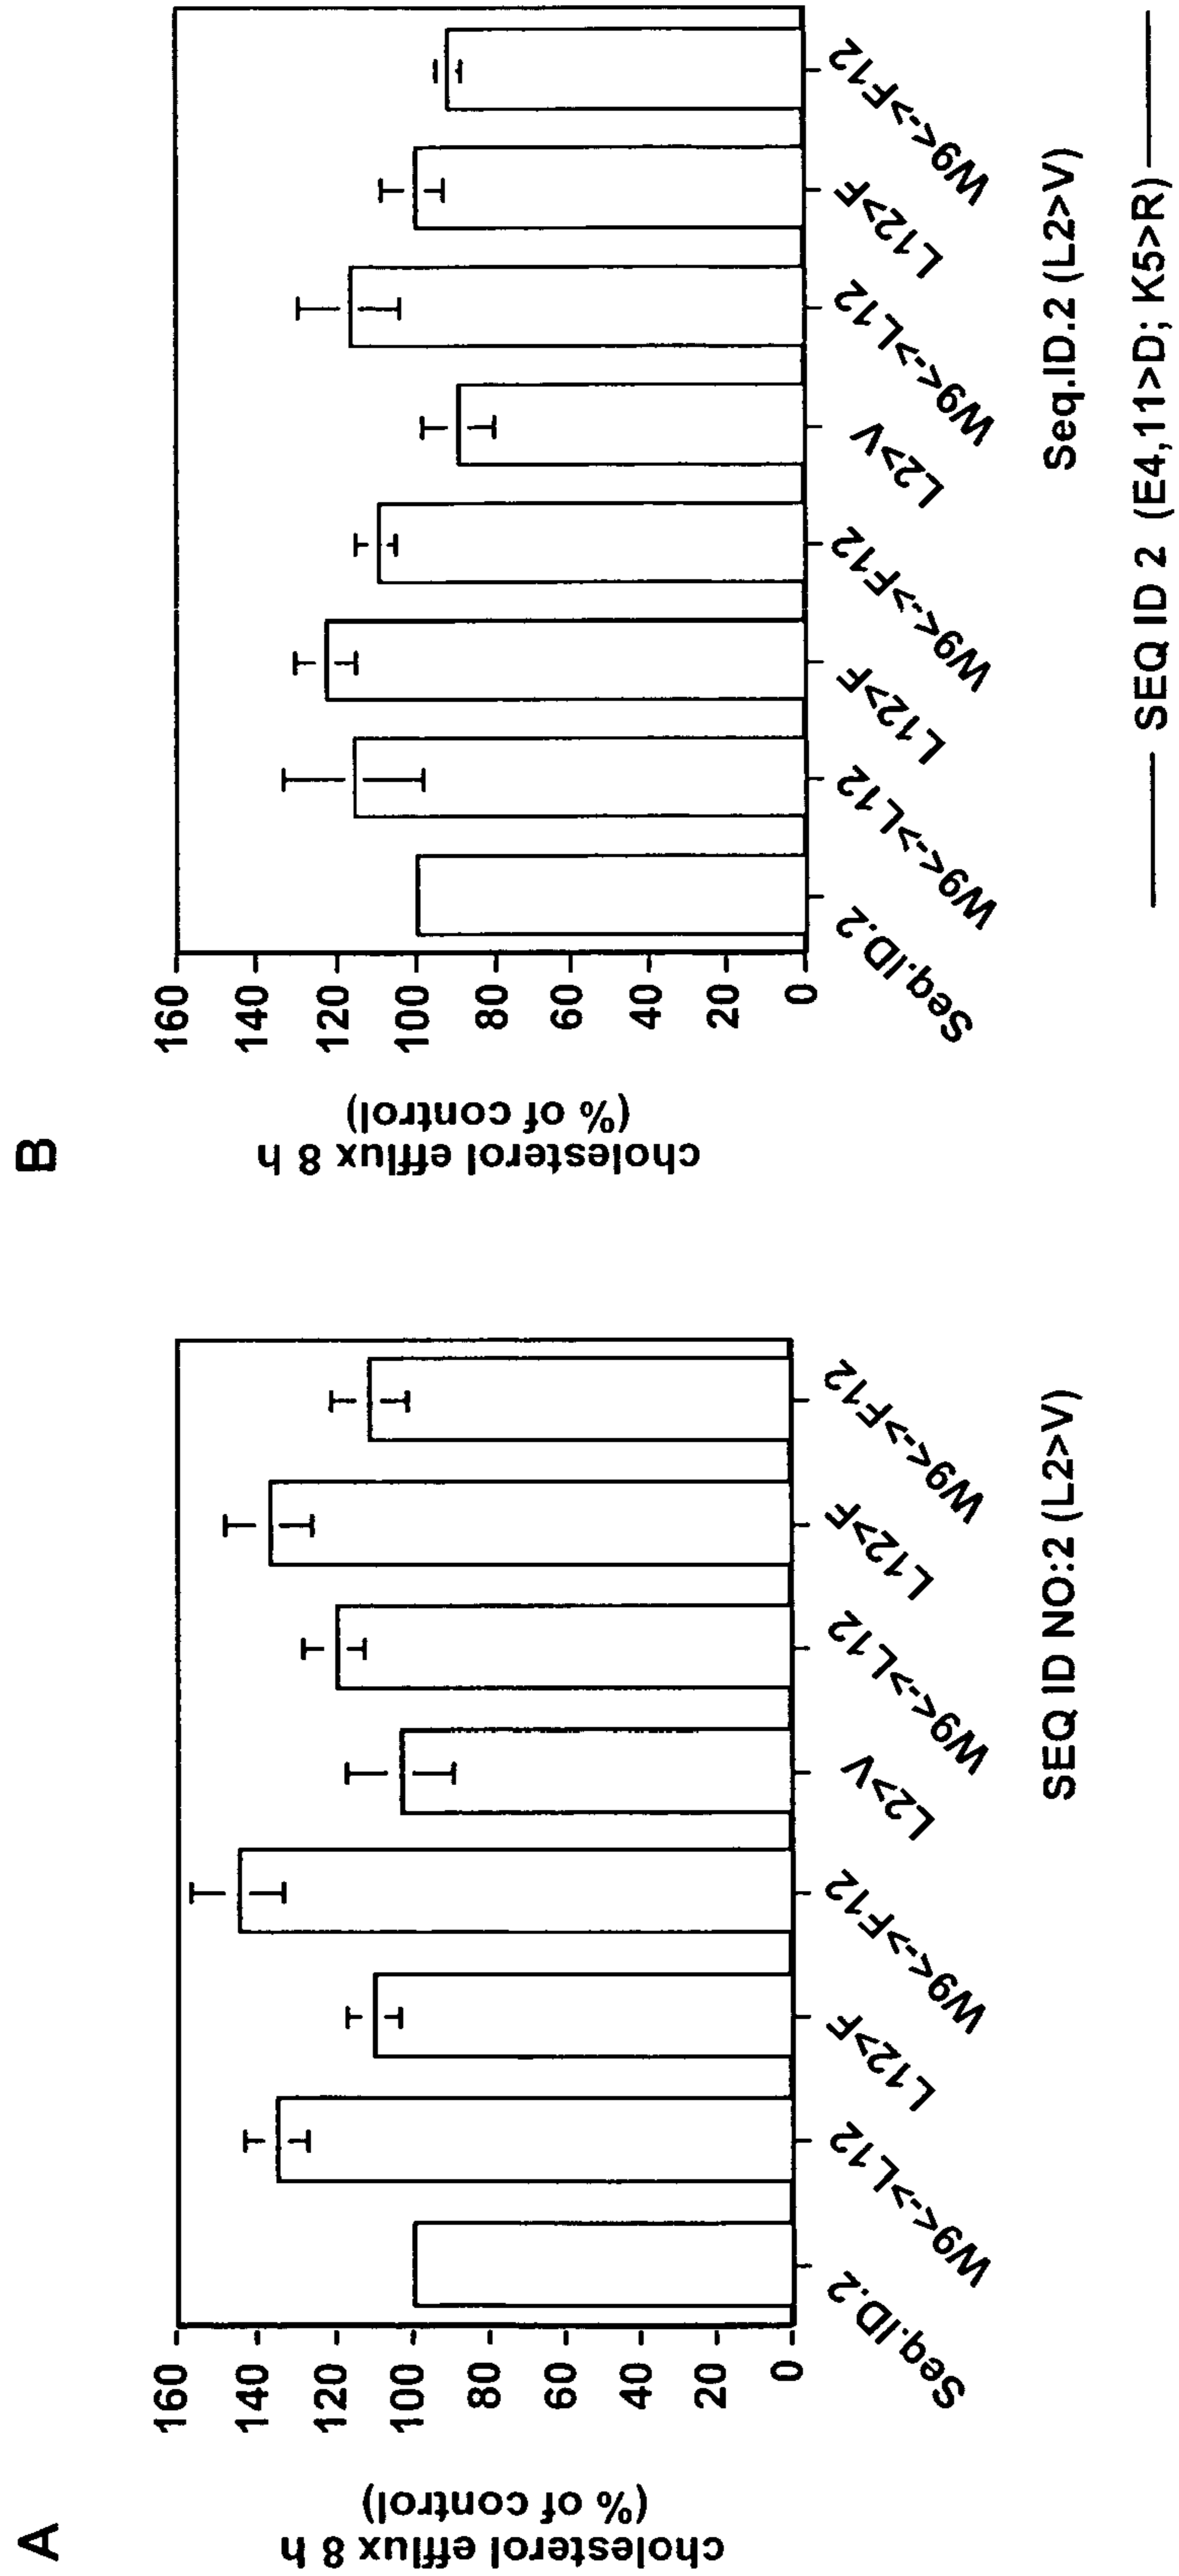 A
cholesterol efflux 8 h
(% of control)
160
140
120
100
80
60
40
20
0
Seq.ID.2
W9<->L12
L12>F
W9<->F12
L2>V
W9<->L12
L12>F
W9<->F12
SEQ ID NO:2 (L2>V)
B
cholesterol efflux 8 h
(% of control)
160
140
120
100
80
60
40
20
0
Seq.ID.2
W9<->L12
L12>F
W9<->F12
L2>V
W9<->L12
L12>F
W9<->F12
Seq.ID.2 (L2>V)
SEQ ID 2 (E4,11>D; K5>R)